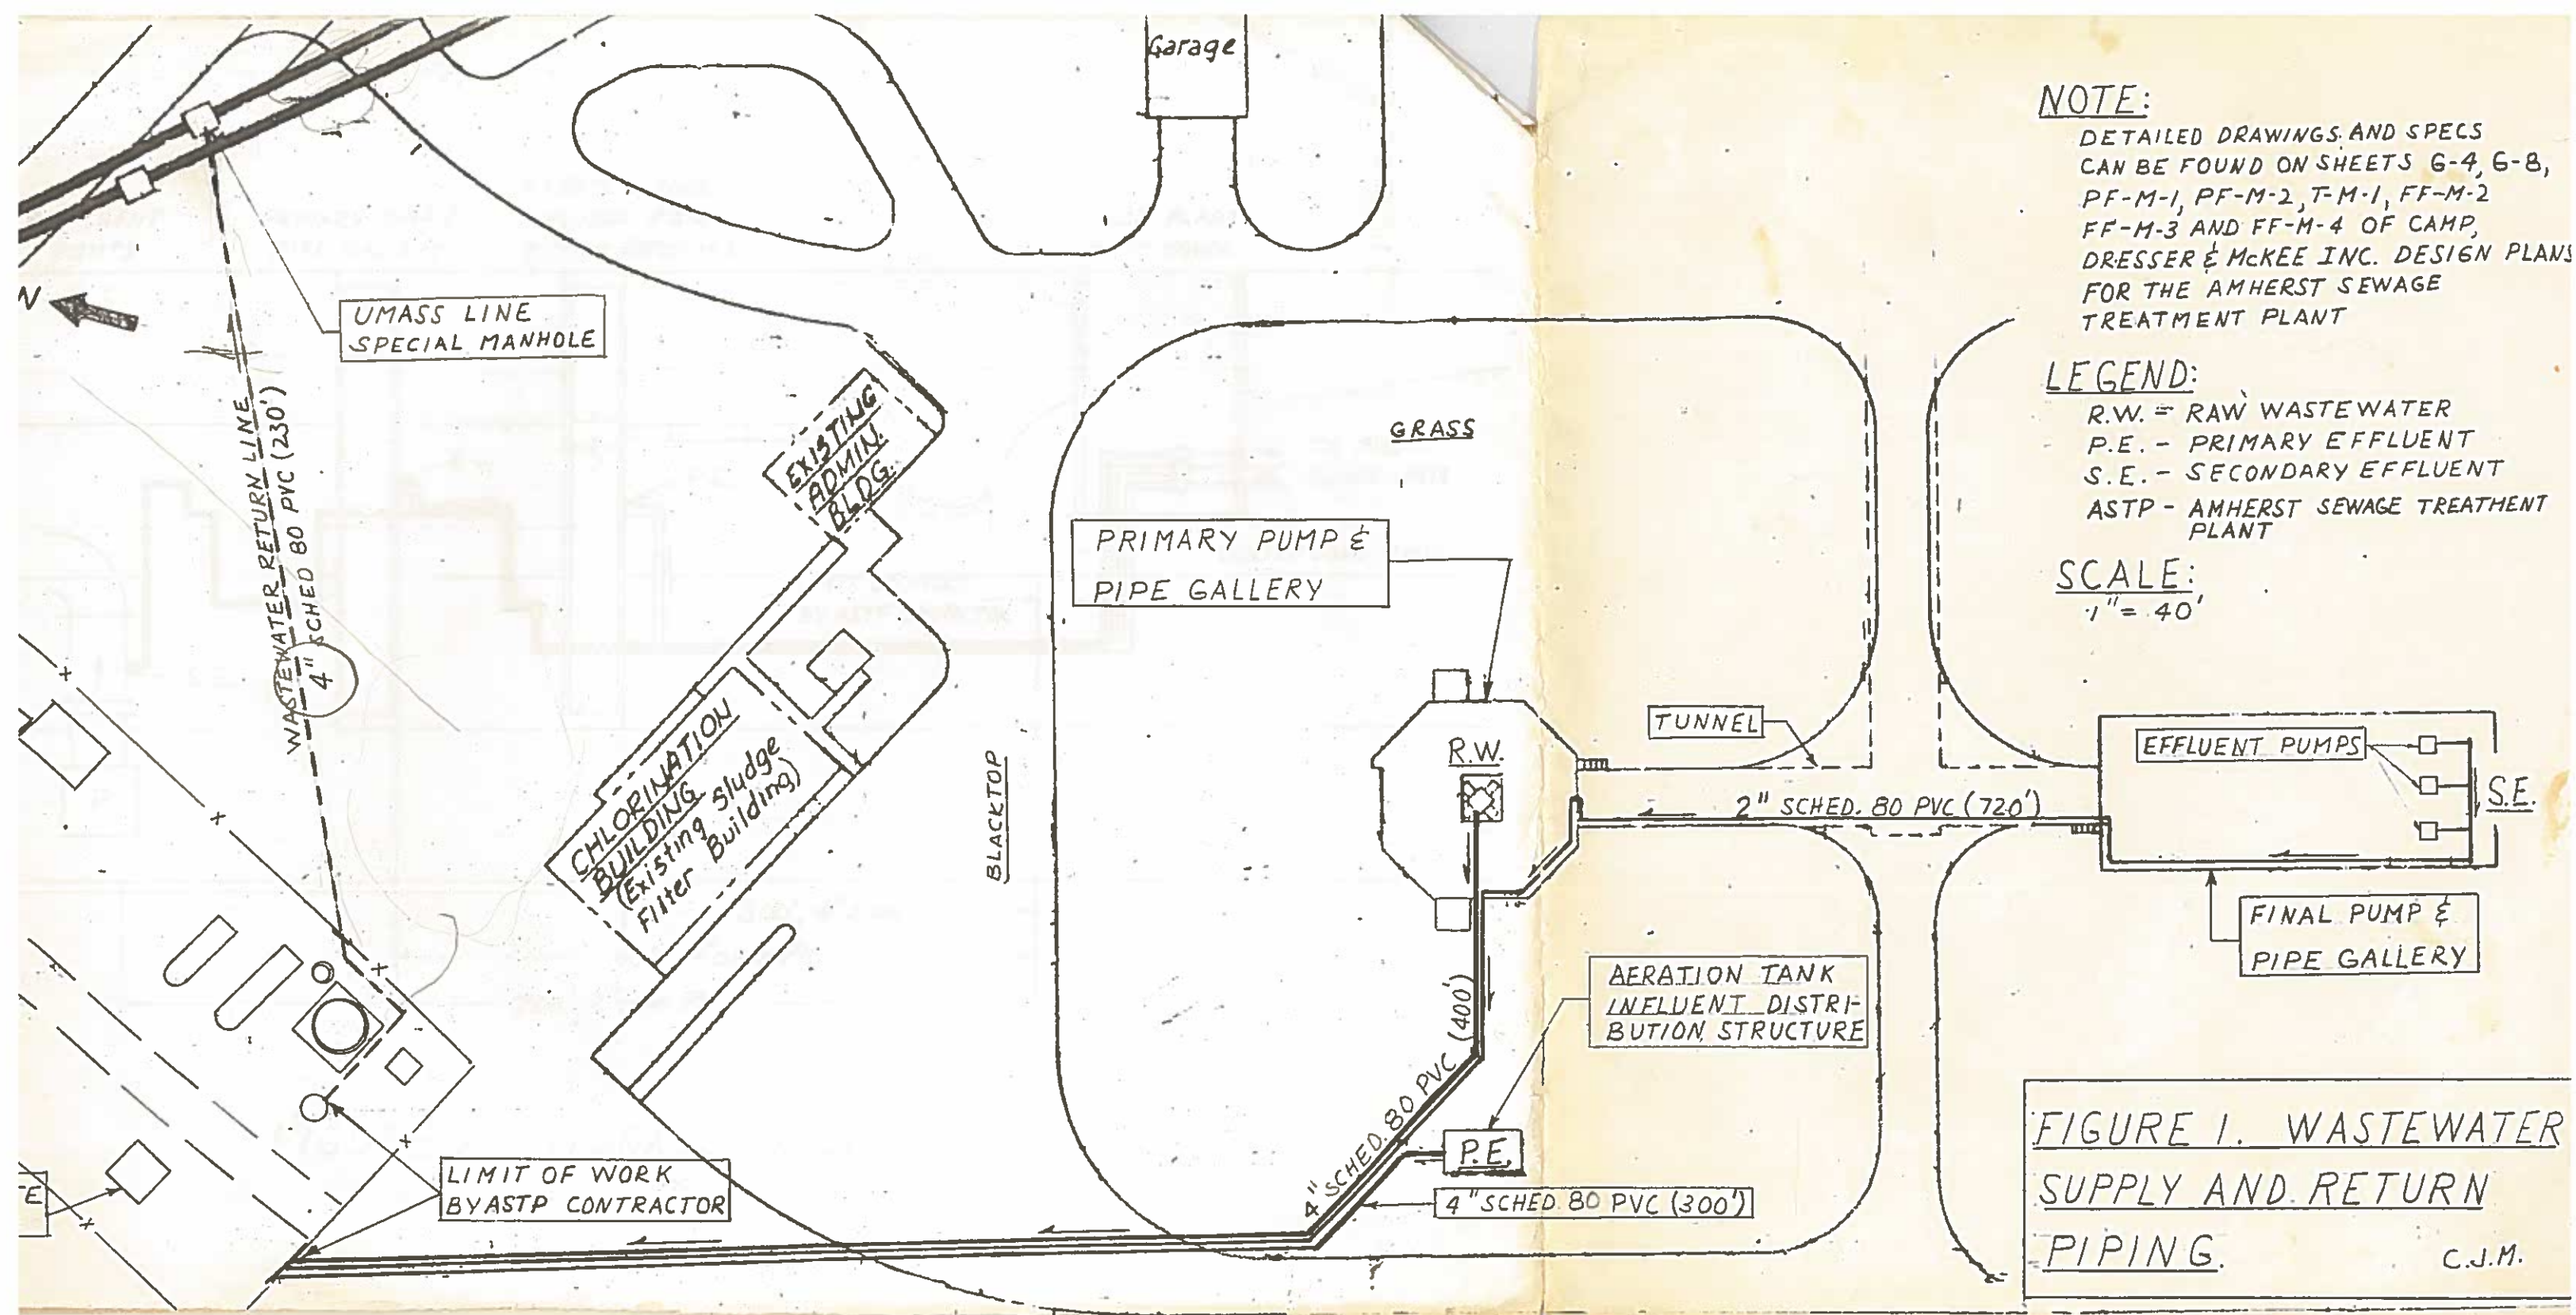 Garage
NOTE:
DETAILED DRAWINGS AND SPECS
CAN BE FOUND ON SHEETS G-4, G-8,
PF-M-1, PF-M-2, T-M-1, FF-M-2
FF-M-3 AND FF-M-4 OF CAMP,
DRESSER & McKEE INC. DESIGN PLANS
FOR THE AMHERST SEWAGE
TREATMENT PLANT
LEGEND:
R.W. = RAW WASTEWATER
P.E. - PRIMARY EFFLUENT
S.E. - SECONDARY EFFLUENT
ASTP - AMHERST SEWAGE TREATMENT
PLANT
SCALE:
1" = 40'
N
UMASS LINE
SPECIAL MANHOLE
WASTEWATER RETURN LINE
4" SCHED 80 PVC (230')
EXISTING
ADMIN.
BLDG.
GRASS
PRIMARY PUMP &
PIPE GALLERY
CHLORINATION
BUILDING
(Existing Sludge
Filter Building)
BLACKTOP
R.W.
TUNNEL
2" SCHED. 80 PVC (720')
EFFLUENT PUMPS
S.E.
FINAL PUMP &
PIPE GALLERY
AERATION TANK
INFLUENT DISTRI-
BUTION STRUCTURE
4" SCHED. 80 PVC (400')
P.E.
4" SCHED. 80 PVC (300')
LIMIT OF WORK
BY ASTP CONTRACTOR
TE
FIGURE 1. WASTEWATER
SUPPLY AND RETURN
PIPING.
C.J.M.